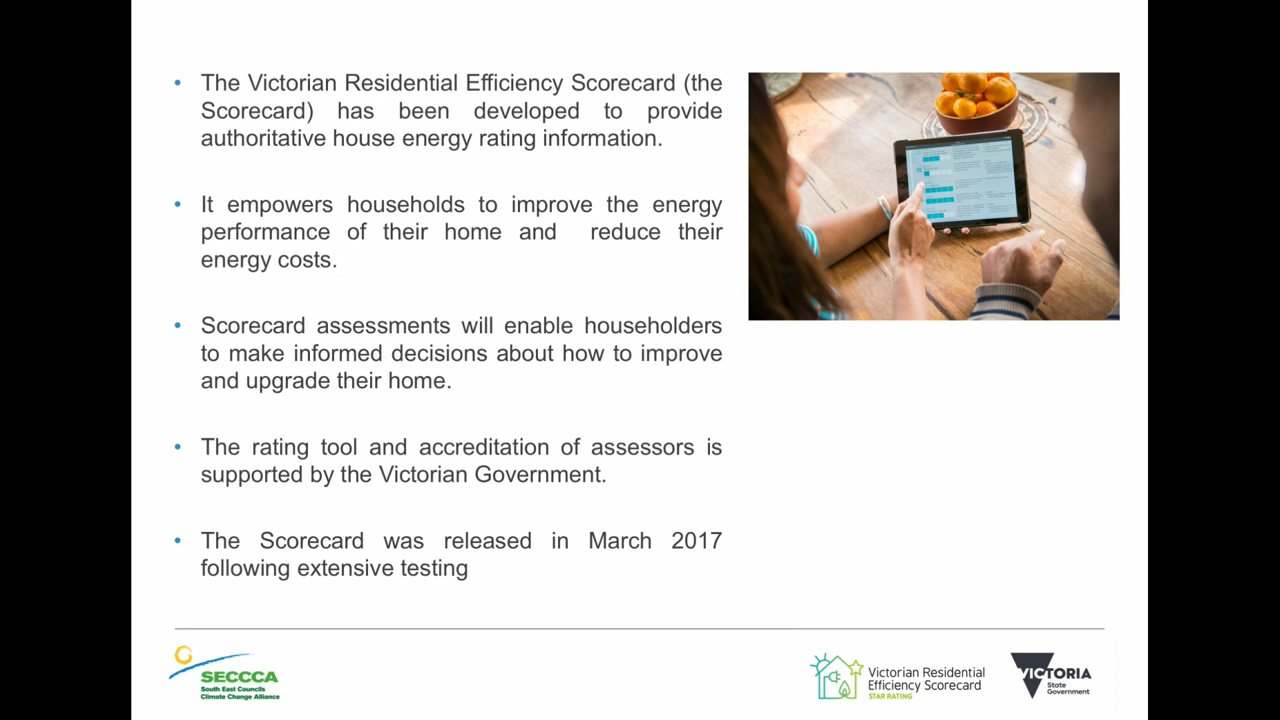 • The Victorian Residential Efficiency Scorecard (the
Scorecard) has been developed to provide
authoritative house energy rating information.
• It empowers households to improve the energy
performance of their home and reduce their
energy costs.
• Scorecard assessments will enable householders
to make informed decisions about how to improve
and upgrade their home.
• The rating tool and accreditation of assessors is
supported by the Victorian Government.
• The Scorecard was released in March 2017
following extensive testing
SECCCA
South East Councils
Climate Change Alliance
Victorian Residential
Efficiency Scorecard
STAR RATING
VICTORIA
State
Government